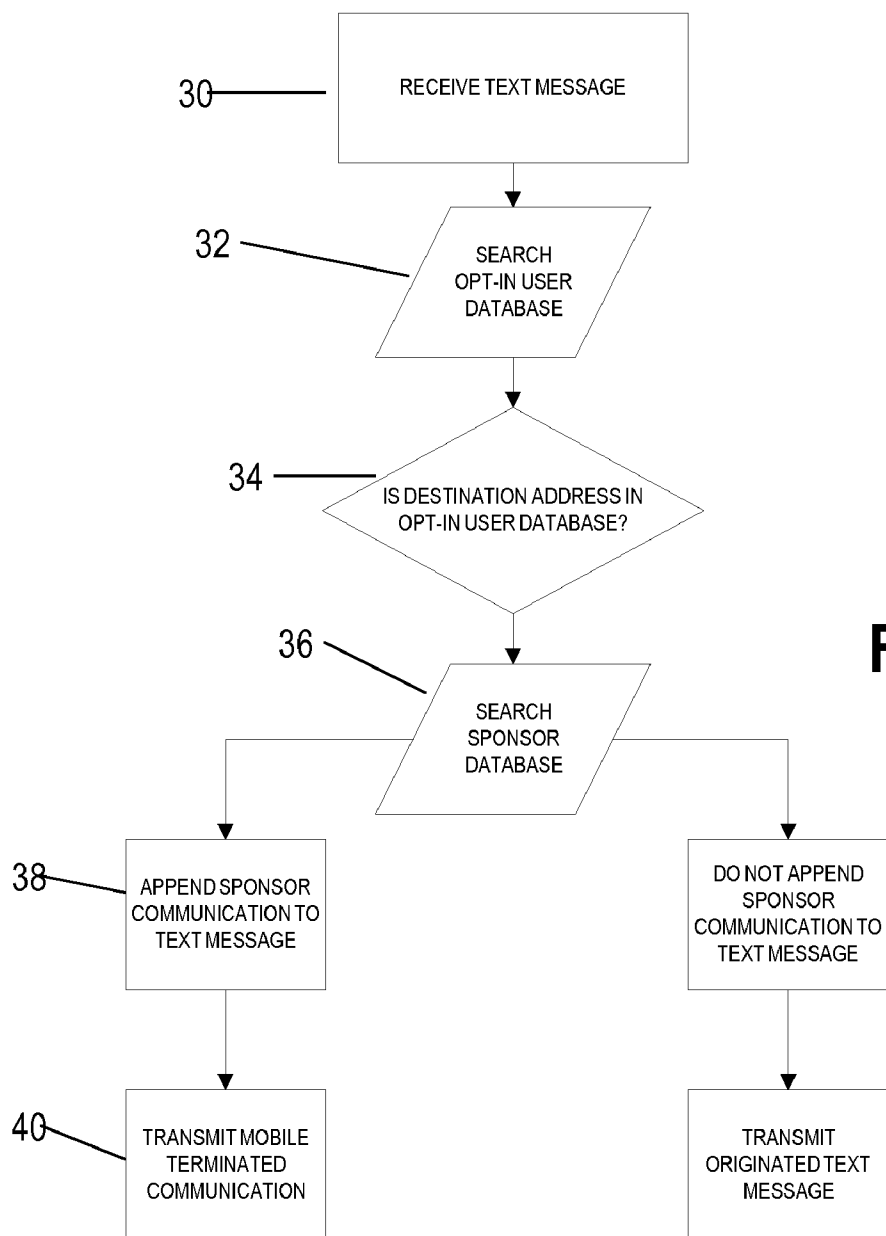 30
RECEIVE TEXT MESSAGE
32
SEARCH
OPT-IN USER
DATABASE
34
IS DESTINATION ADDRESS IN
OPT-IN USER DATABASE?
36
SEARCH
SPONSOR
DATABASE
F
38
APPEND SPONSOR
COMMUNICATION TO
TEXT MESSAGE
DO NOT APPEND
SPONSOR
COMMUNICATION TO
TEXT MESSAGE
40
TRANSMIT MOBILE
TERMINATED
COMMUNICATION
TRANSMIT
ORIGINATED TEXT
MESSAGE